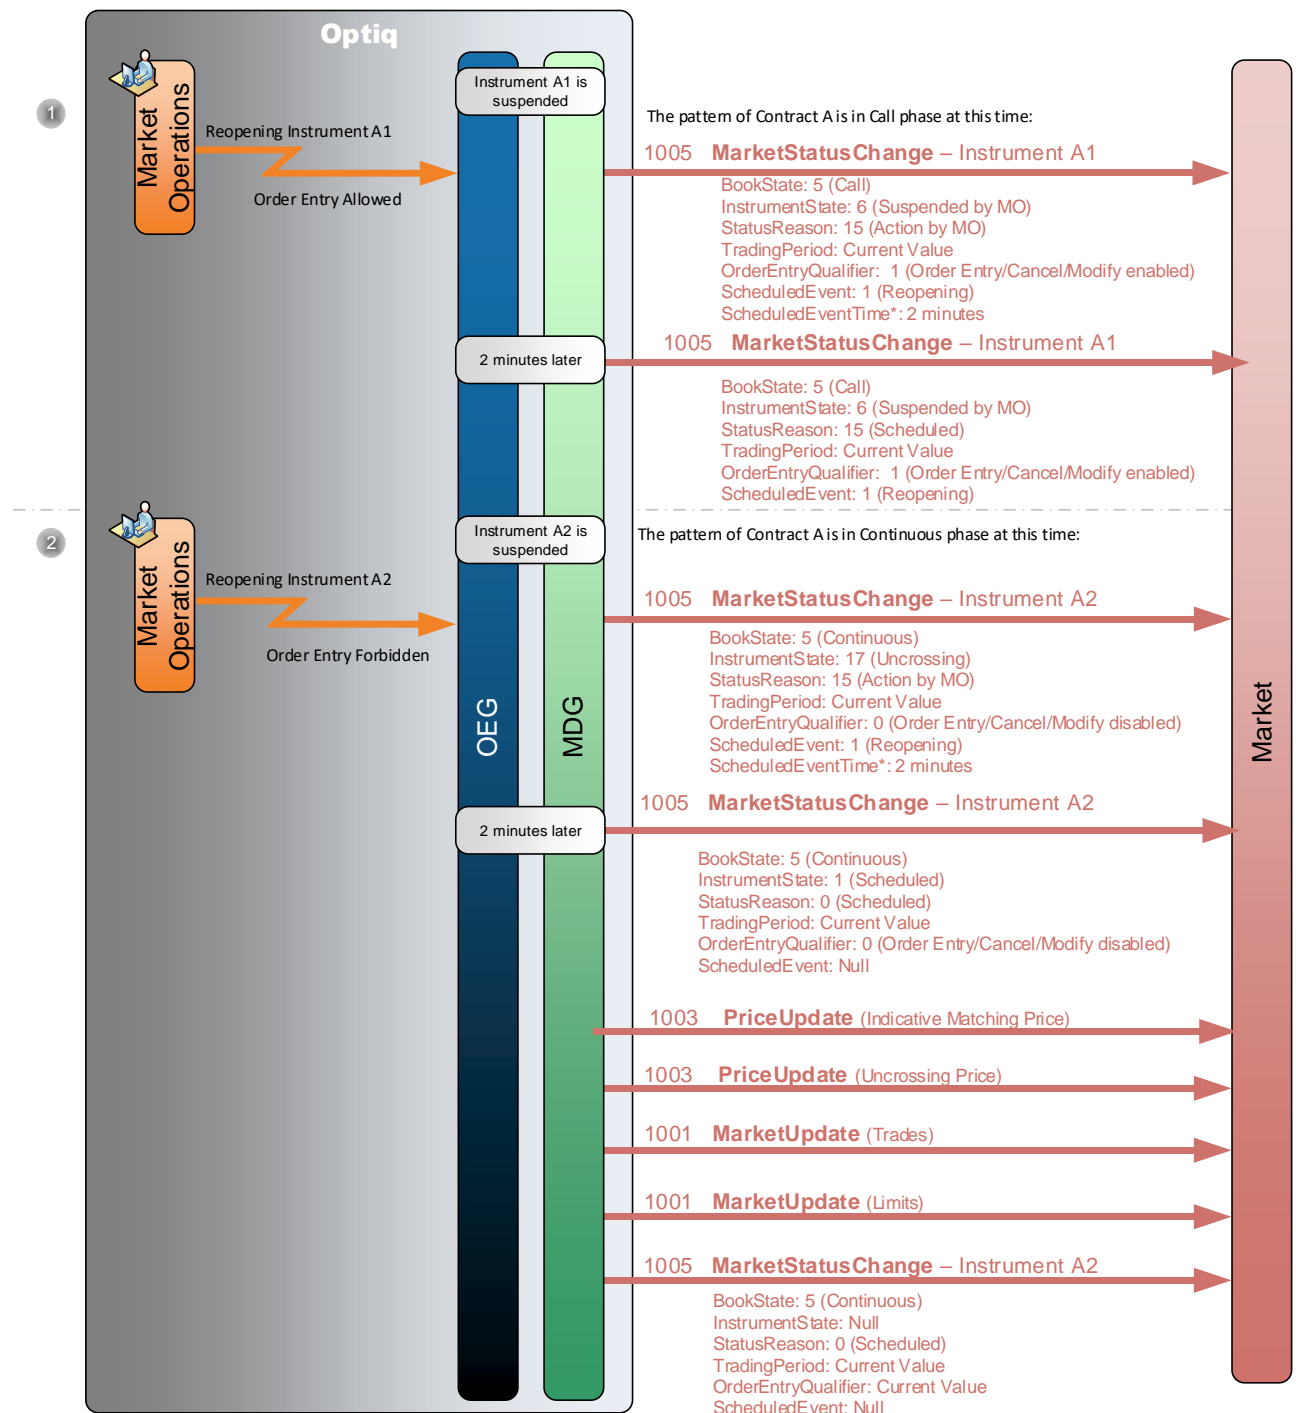 Optiq
1
Market Operations
Reopening Instrument A1
Order Entry Allowed
Instrument A1 is
suspended
The pattern of Contract A is in Call phase at this time:
1005 MarketStatusChange – Instrument A1
BookState: 5 (Call)
InstrumentState: 6 (Suspended by MO)
StatusReason: 15 (Action by MO)
TradingPeriod: Current Value
OrderEntryQualifier: 1 (Order Entry/Cancel/Modify enabled)
ScheduledEvent: 1 (Reopening)
ScheduledEventTime*: 2 minutes
2 minutes later
1005 MarketStatusChange – Instrument A1
BookState: 5 (Call)
InstrumentState: 6 (Suspended by MO)
StatusReason: 15 (Scheduled)
TradingPeriod: Current Value
OrderEntryQualifier: 1 (Order Entry/Cancel/Modify enabled)
ScheduledEvent: 1 (Reopening)
2
Market Operations
Reopening Instrument A2
Order Entry Forbidden
Instrument A2 is
suspended
The pattern of Contract A is in Continuous phase at this time:
1005 MarketStatusChange – Instrument A2
BookState: 5 (Continuous)
InstrumentState: 17 (Uncrossing)
StatusReason: 15 (Action by MO)
TradingPeriod: Current Value
OrderEntryQualifier: 0 (Order Entry/Cancel/Modify disabled)
ScheduledEvent: 1 (Reopening)
ScheduledEventTime*: 2 minutes
OEG
MDG
Market
2 minutes later
1005 MarketStatusChange – Instrument A2
BookState: 5 (Continuous)
InstrumentState: 1 (Scheduled)
StatusReason: 0 (Scheduled)
TradingPeriod: Current Value
OrderEntryQualifier: 0 (Order Entry/Cancel/Modify disabled)
ScheduledEvent: Null
1003 PriceUpdate (Indicative Matching Price)
1003 PriceUpdate (Uncrossing Price)
1001 MarketUpdate (Trades)
1001 MarketUpdate (Limits)
1005 MarketStatusChange – Instrument A2
BookState: 5 (Continuous)
InstrumentState: Null
StatusReason: 0 (Scheduled)
TradingPeriod: Current Value
OrderEntryQualifier: Current Value
ScheduledEvent: Null